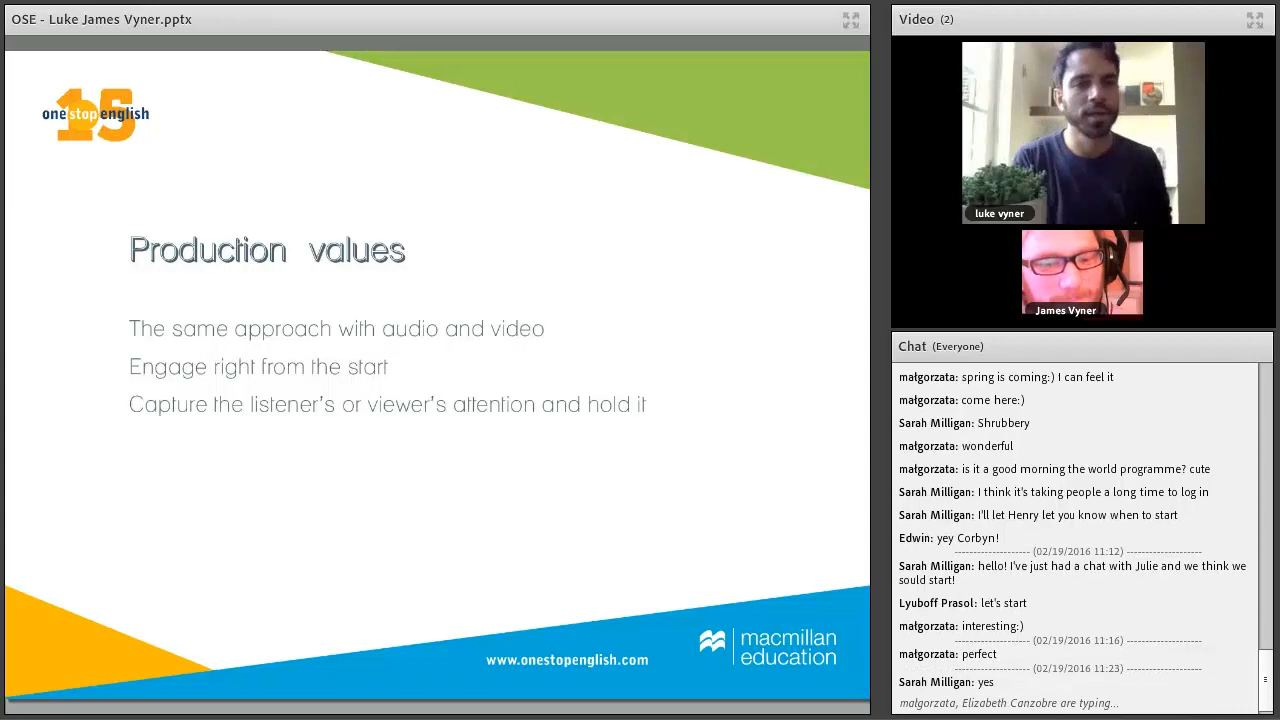 OSE - Luke James Vyner.pptx
15
onestopenglish
Production values
The same approach with audio and video
Engage right from the start
Capture the listener's or viewer's attention and hold it
www.onestopenglish.com
macmillan
education
Video (2)
luke vyner
James Vyner
Chat (Everyone)
małgorzata: spring is coming:) I can feel it
małgorzata: come here:)
Sarah Milligan: Shrubbery
małgorzata: wonderful
małgorzata: is it a good morning the world programme? cute
Sarah Milligan: I think it's taking people a long time to log in
Sarah Milligan: I'll let Henry let you know when to start
Edwin: yey Corbyn!
------------------- (02/19/2016 11:12) -------------------
Sarah Milligan: hello! I've just had a chat with Julie and we think we
sould start!
Lyuboff Prasol: let's start
małgorzata: interesting:)
------------------- (02/19/2016 11:16) -------------------
małgorzata: perfect
------------------- (02/19/2016 11:23) -------------------
Sarah Milligan: yes
małgorzata, Elizabeth Canzobre are typing...